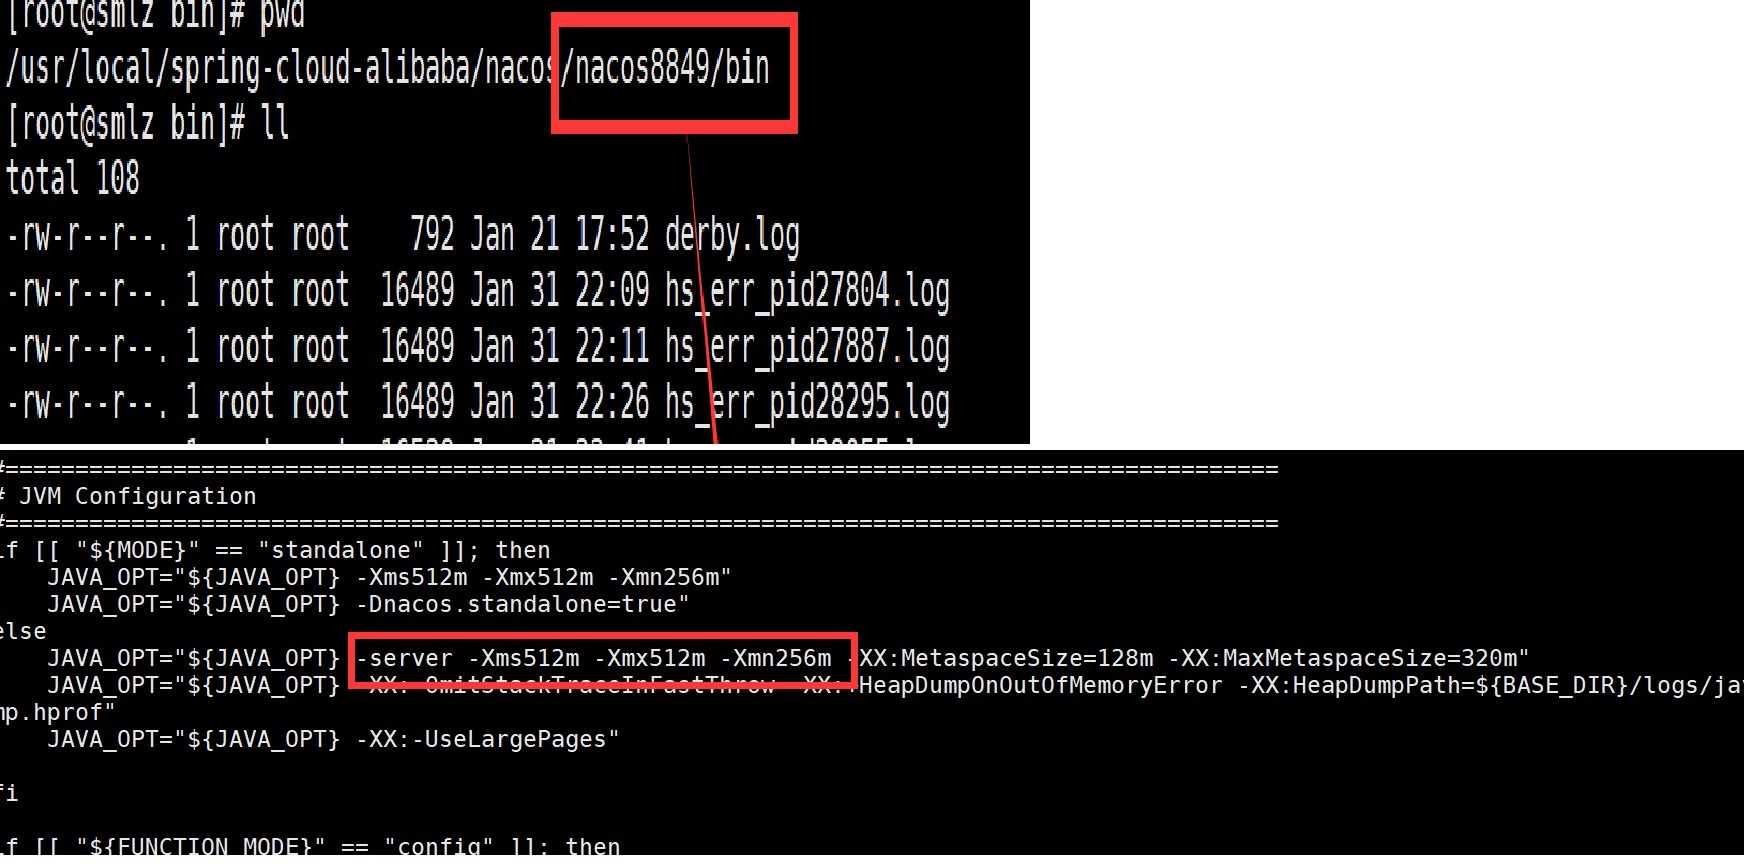 [root@smlz bin]# pwd
/usr/local/spring-cloud-alibaba/nacos/nacos8849/bin
[root@smlz bin]# ll
total 108
-rw-r--r--. 1 root root    792 Jan 21 17:52 derby.log
-rw-r--r--. 1 root root  16489 Jan 31 22:09 hs_err_pid27804.log
-rw-r--r--. 1 root root  16489 Jan 31 22:11 hs_err_pid27887.log
-rw-r--r--. 1 root root  16489 Jan 31 22:26 hs_err_pid28295.log
#===========================================================================================
# JVM Configuration
#===========================================================================================
if [[ "${MODE}" == "standalone" ]]; then
    JAVA_OPT="${JAVA_OPT} -Xms512m -Xmx512m -Xmn256m"
    JAVA_OPT="${JAVA_OPT} -Dnacos.standalone=true"
else
    JAVA_OPT="${JAVA_OPT} -server -Xms512m -Xmx512m -Xmn256m -XX:MetaspaceSize=128m -XX:MaxMetaspaceSize=320m"
    JAVA_OPT="${JAVA_OPT} -XX:-OmitStackTraceInFastThrow -XX:+HeapDumpOnOutOfMemoryError -XX:HeapDumpPath=${BASE_DIR}/logs/jav
mp.hprof"
    JAVA_OPT="${JAVA_OPT} -XX:-UseLargePages"
fi
if [[ "${FUNCTION_MODE}" == "config" ]]; then